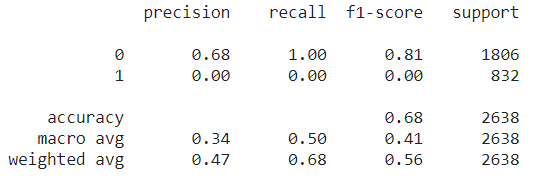 precision recall f1-score support
0 0.68 1.00 0.81 1806
1 0.00 0.00 0.00 832
accuracy 0.68 2638
macro avg 0.34 0.50 0.41 2638
weighted avg 0.47 0.68 0.56 2638